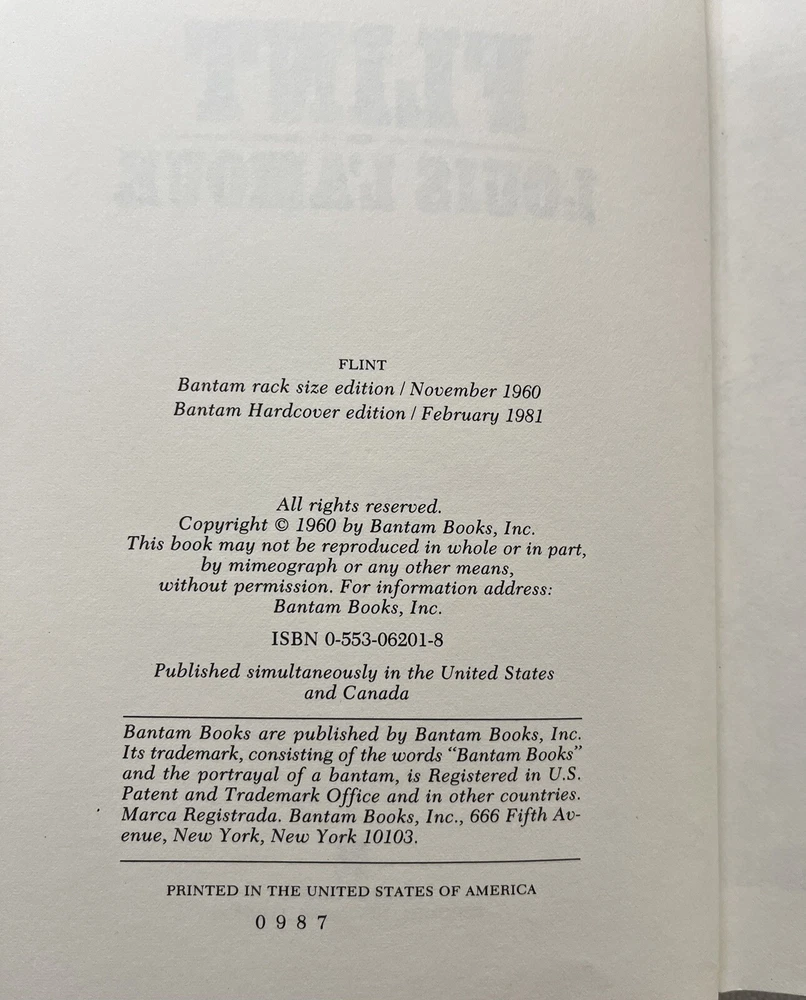 FLINT
LOUIS L'AMOUR
FLINT
Bantam rack size edition / November 1960
Bantam Hardcover edition / February 1981
All rights reserved.
Copyright © 1960 by Bantam Books, Inc.
This book may not be reproduced in whole or in part,
by mimeograph or any other means,
without permission. For information address:
Bantam Books, Inc.
ISBN 0-553-06201-8
Published simultaneously in the United States
and Canada
Bantam Books are published by Bantam Books, Inc.
Its trademark, consisting of the words “Bantam Books”
and the portrayal of a bantam, is Registered in U.S.
Patent and Trademark Office and in other countries.
Marca Registrada. Bantam Books, Inc., 666 Fifth Av-
enue, New York, New York 10103.
PRINTED IN THE UNITED STATES OF AMERICA
0 9 8 7